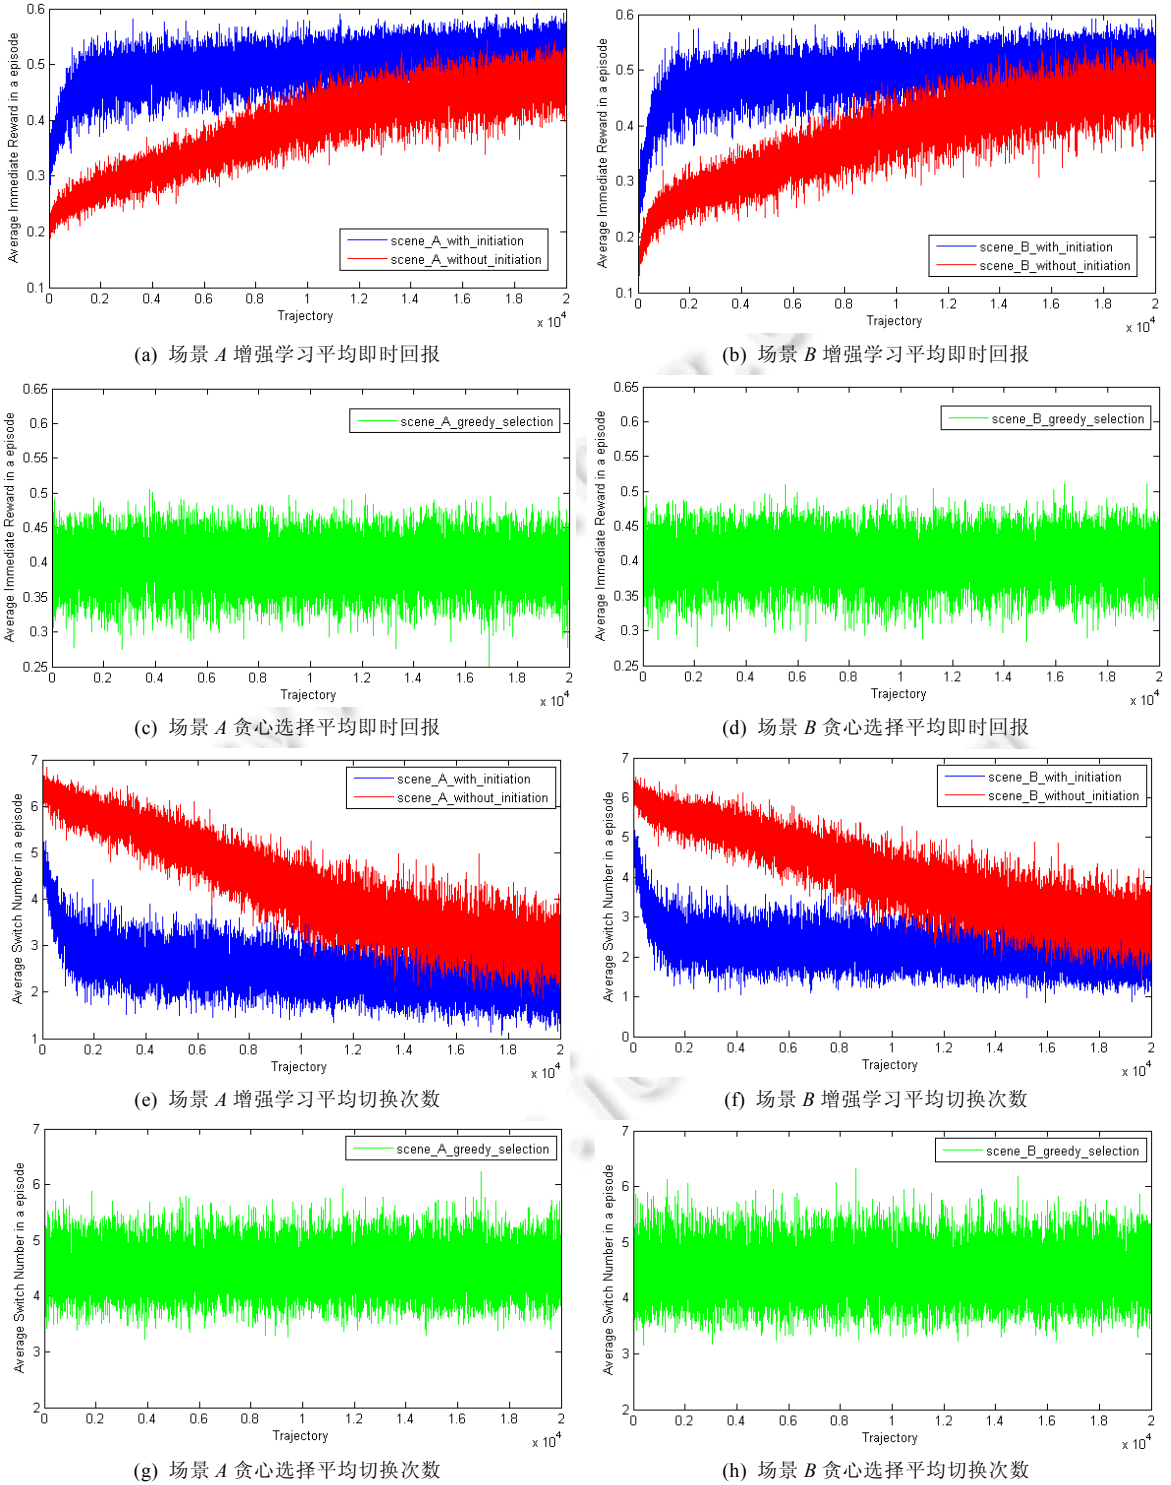 Average Immediate Reward in a episode
0.6
0.5
0.4
0.3
0.2
0.1
scene_A_with_initiation
scene_A_without_initiation
0 0.2 0.4 0.6 0.8 1 1.2 1.4 1.6 1.8 2
Trajectory
x 10^4
(a) 场景 A 增强学习平均即时回报
Average Immediate Reward in a episode
0.6
0.5
0.4
0.3
0.2
0.1
scene_B_with_initiation
scene_B_without_initiation
0 0.2 0.4 0.6 0.8 1 1.2 1.4 1.6 1.8 2
Trajectory
x 10^4
(b) 场景 B 增强学习平均即时回报
Average Immediate Reward in a episode
0.65
0.6
0.55
0.5
0.45
0.4
0.35
0.3
0.25
scene_A_greedy_selection
0 0.2 0.4 0.6 0.8 1 1.2 1.4 1.6 1.8 2
Trajectory
x 10^4
(c) 场景 A 贪心选择平均即时回报
Average Immediate Reward in a episode
0.65
0.6
0.55
0.5
0.45
0.4
0.35
0.3
0.25
scene_B_greedy_selection
0 0.2 0.4 0.6 0.8 1 1.2 1.4 1.6 1.8 2
Trajectory
x 10^4
(d) 场景 B 贪心选择平均即时回报
Average Switch Number in a episode
7
6
5
4
3
2
1
scene_A_with_initiation
scene_A_without_initiation
0 0.2 0.4 0.6 0.8 1 1.2 1.4 1.6 1.8 2
Trajectory
x 10^4
(e) 场景 A 增强学习平均切换次数
Average Switch Number in a episode
7
6
5
4
3
2
1
0
scene_B_with_initiation
scene_B_without_initiation
0 0.2 0.4 0.6 0.8 1 1.2 1.4 1.6 1.8 2
Trajectory
x 10^4
(f) 场景 B 增强学习平均切换次数
Average Switch Number in a episode
7
6
5
4
3
2
scene_A_greedy_selection
0 0.2 0.4 0.6 0.8 1 1.2 1.4 1.6 1.8 2
Trajectory
x 10^4
(g) 场景 A 贪心选择平均切换次数
Average Switch Number in a episode
7
6
5
4
3
2
scene_B_greedy_selection
0 0.2 0.4 0.6 0.8 1 1.2 1.4 1.6 1.8 2
Trajectory
x 10^4
(h) 场景 B 贪心选择平均切换次数